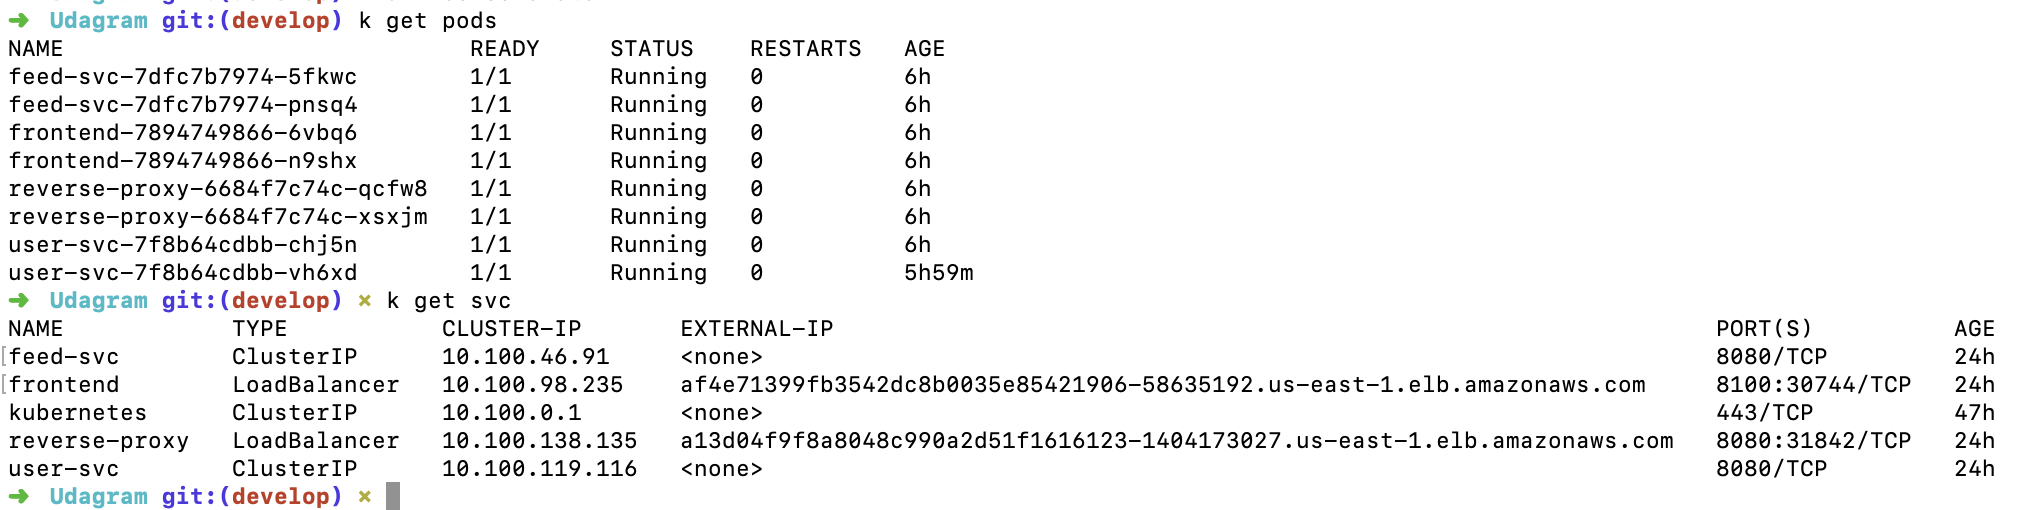 ➜ Udagram git:(develop) k get pods
NAME READY STATUS RESTARTS AGE
feed-svc-7dfc7b7974-5fkwc 1/1 Running 0 6h
feed-svc-7dfc7b7974-pnsq4 1/1 Running 0 6h
frontend-7894749866-6vbq6 1/1 Running 0 6h
frontend-7894749866-n9shx 1/1 Running 0 6h
reverse-proxy-6684f7c74c-qcfw8 1/1 Running 0 6h
reverse-proxy-6684f7c74c-xsxjm 1/1 Running 0 6h
user-svc-7f8b64cdbb-chj5n 1/1 Running 0 6h
user-svc-7f8b64cdbb-vh6xd 1/1 Running 0 5h59m
➜ Udagram git:(develop) ✗ k get svc
NAME TYPE CLUSTER-IP EXTERNAL-IP PORT(S) AGE
feed-svc ClusterIP 10.100.46.91 <none> 8080/TCP 24h
frontend LoadBalancer 10.100.98.235 af4e71399fb3542dc8b0035e85421906-58635192.us-east-1.elb.amazonaws.com 8100:30744/TCP 24h
kubernetes ClusterIP 10.100.0.1 <none> 443/TCP 47h
reverse-proxy LoadBalancer 10.100.138.135 a13d04f9f8a8048c990a2d51f1616123-1404173027.us-east-1.elb.amazonaws.com 8080:31842/TCP 24h
user-svc ClusterIP 10.100.119.116 <none> 8080/TCP 24h
➜ Udagram git:(develop) ✗